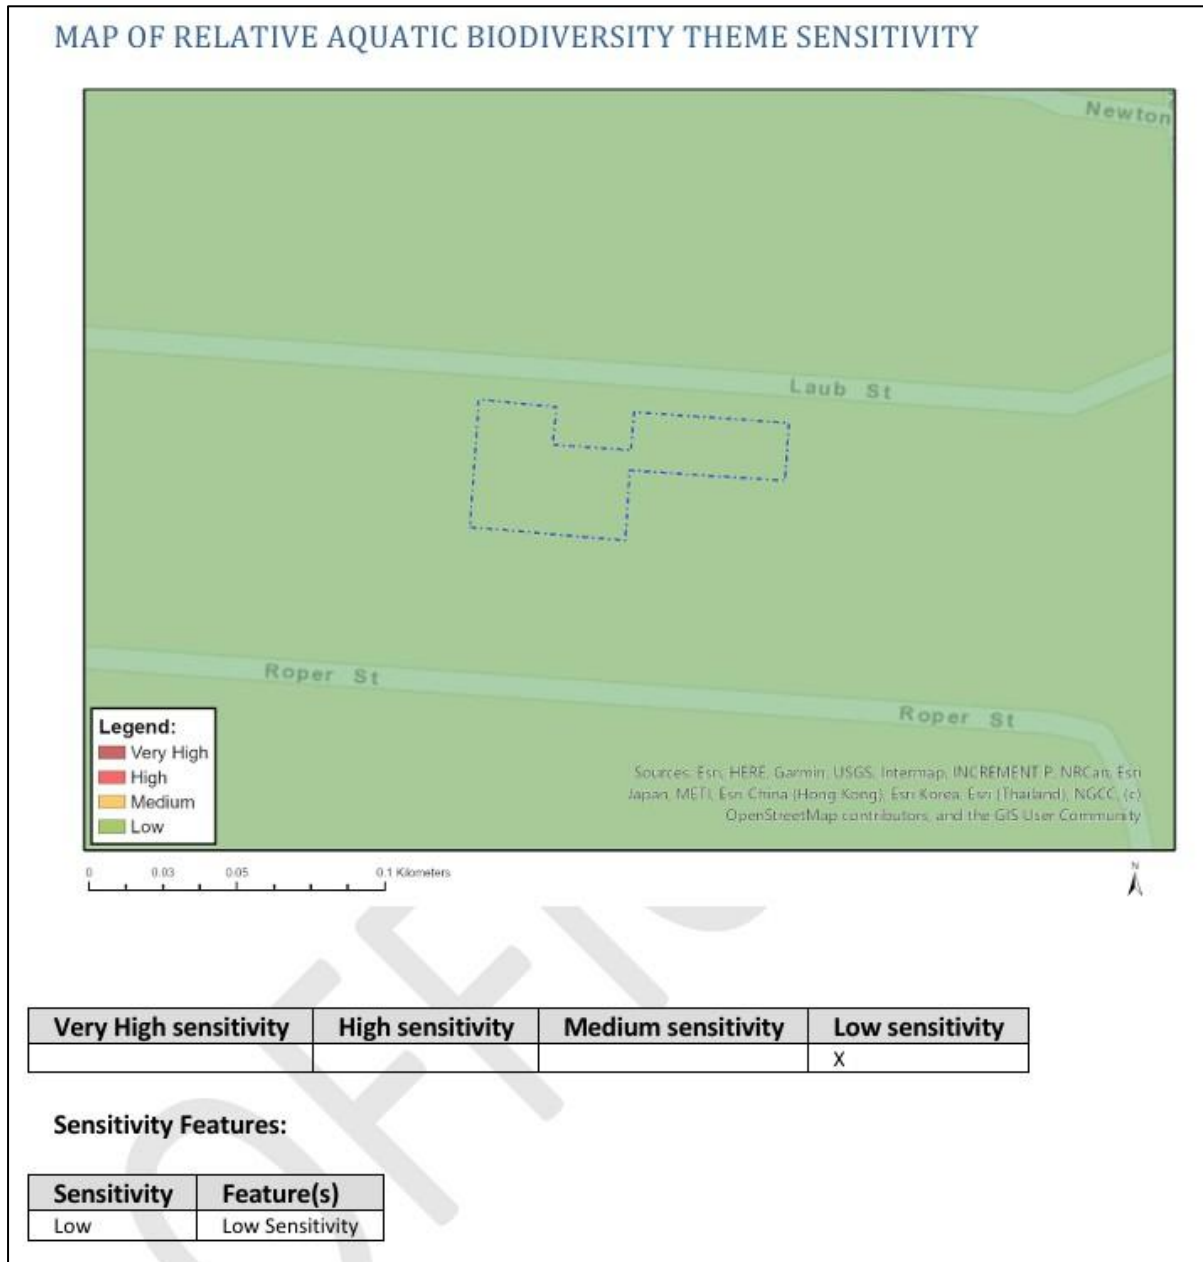 MAP OF RELATIVE AQUATIC BIODIVERSITY THEME SENSITIVITY
Newton
Laub St
Roper St
Roper St
Legend:
Very High
High
Medium
Low
Sources: Esri, HERE, Garmin, USGS, Intermap, INCREMENT P, NRCan, Esri
Japan, METI, Esri China (Hong Kong), Esri Korea, Esri (Thailand), NGCC, (c)
OpenStreetMap contributors, and the GIS User Community
0 0.03 0.05 0.1 Kilometers
N
Very High sensitivity High sensitivity Medium sensitivity Low sensitivity
X
Sensitivity Features:
Sensitivity Feature(s)
Low Low Sensitivity